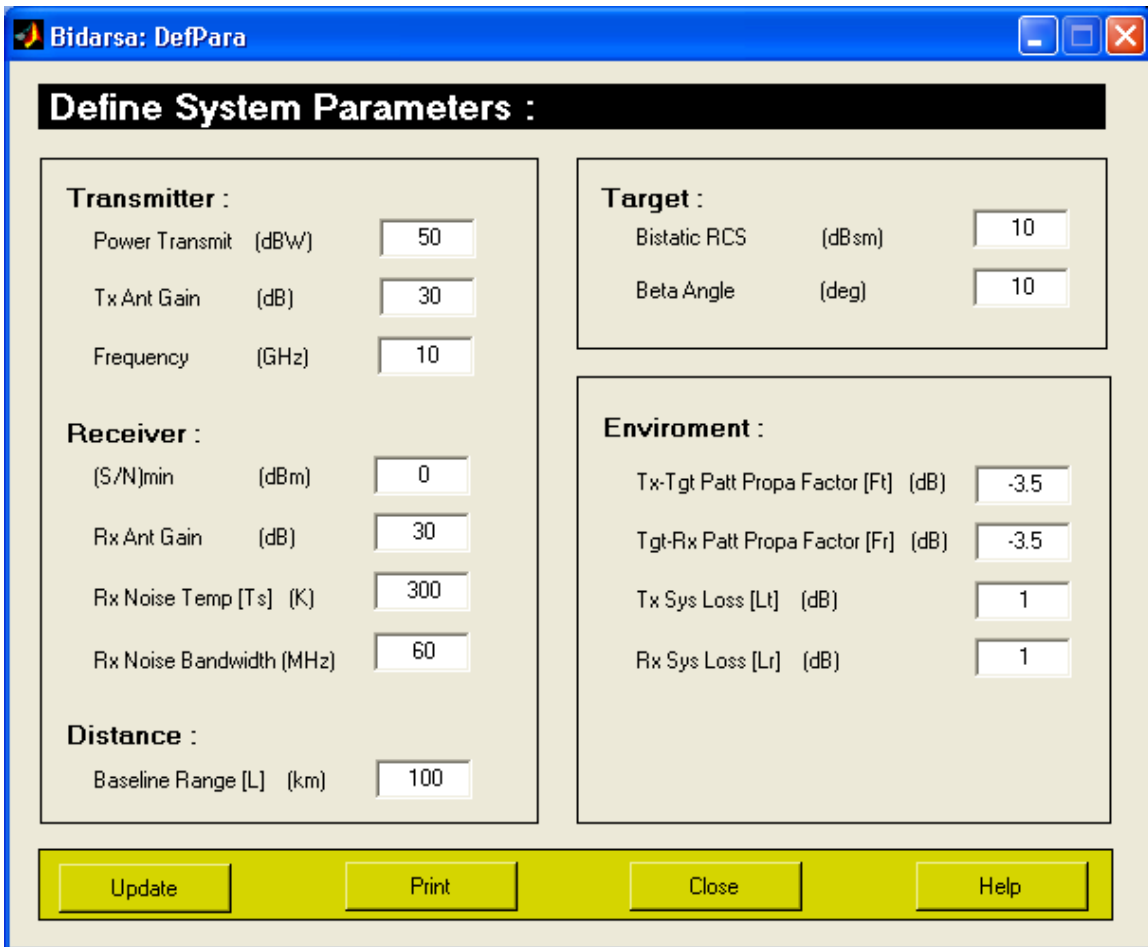 Bidarsa: DefPara
Define System Parameters :
Transmitter :
Power Transmit (dBW) 50
Tx Ant Gain (dB) 30
Frequency (GHz) 10
Receiver :
(S/N)min (dBm) 0
Rx Ant Gain (dB) 30
Rx Noise Temp [Ts] (K) 300
Rx Noise Bandwidth (MHz) 60
Distance :
Baseline Range [L] (km) 100
Target :
Bistatic RCS (dBsm) 10
Beta Angle (deg) 10
Enviroment :
Tx-Tgt Patt Propa Factor [Ft] (dB) -3.5
Tgt-Rx Patt Propa Factor [Fr] (dB) -3.5
Tx Sys Loss [Lt] (dB) 1
Rx Sys Loss [Lr] (dB) 1
Update Print Close Help